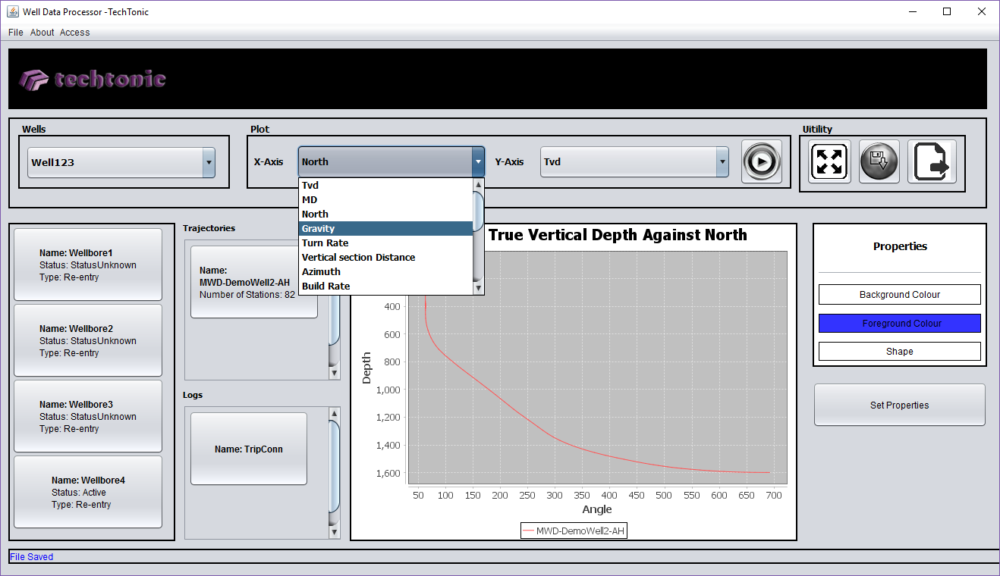 Well Data Processor -TechTonic
File About Access
techtonic
Wells
Well123
Plot
X-Axis
North
Y-Axis
Tvd
Uitility
Tvd
MD
North
Gravity
Turn Rate
Vertical section Distance
Azimuth
Build Rate
Name: Wellbore1
Status: StatusUnknown
Type: Re-entry
Name: Wellbore2
Status: StatusUnknown
Type: Re-entry
Name: Wellbore3
Status: StatusUnknown
Type: Re-entry
Name: Wellbore4
Status: Active
Type: Re-entry
Trajectories
Name:
MWD-DemoWell2-AH
Number of Stations: 82
Logs
Name: TripConn
True Vertical Depth Against North
Depth
400
600
800
1,000
1,200
1,400
1,600
50 100 150 200 250 300 350 400 450 500 550 600 650 700
Angle
MWD-DemoWell2-AH
Properties
Background Colour
Foreground Colour
Shape
Set Properties
File Saved